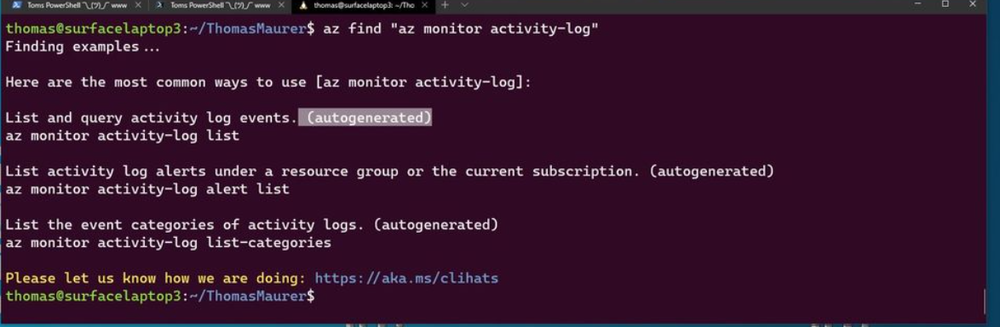 Toms PowerShell ¯\_(ツ)_/¯ www
Toms PowerShell ¯\_(ツ)_/¯ www
thomas@surfacelaptop3: ~/Tho
thomas@surfacelaptop3:~/ThomasMaurer$ az find "az monitor activity-log"
Finding examples...
Here are the most common ways to use [az monitor activity-log]:
List and query activity log events. (autogenerated)
az monitor activity-log list
List activity log alerts under a resource group or the current subscription. (autogenerated)
az monitor activity-log alert list
List the event categories of activity logs. (autogenerated)
az monitor activity-log list-categories
Please let us know how we are doing: https://aka.ms/clihats
thomas@surfacelaptop3:~/ThomasMaurer$